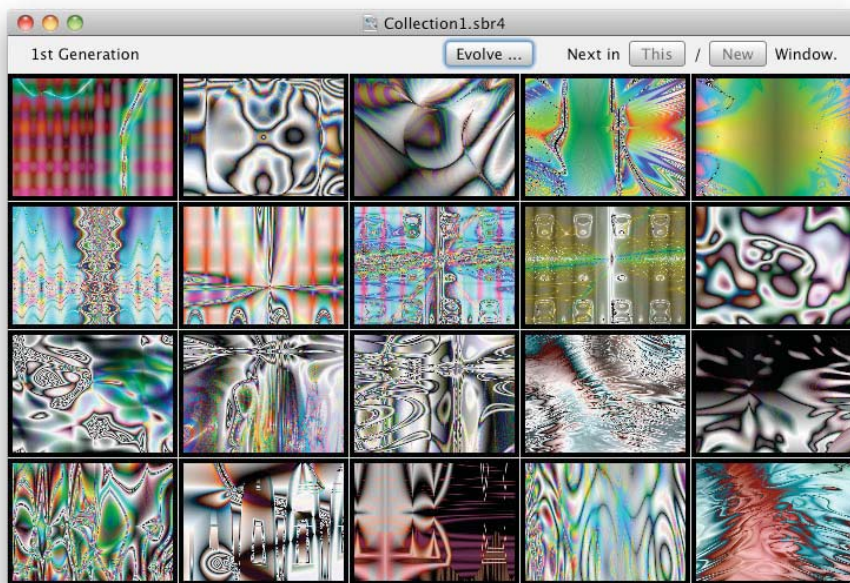 Collection1.sbr4
1st Generation Evolve ... Next in This / New Window.